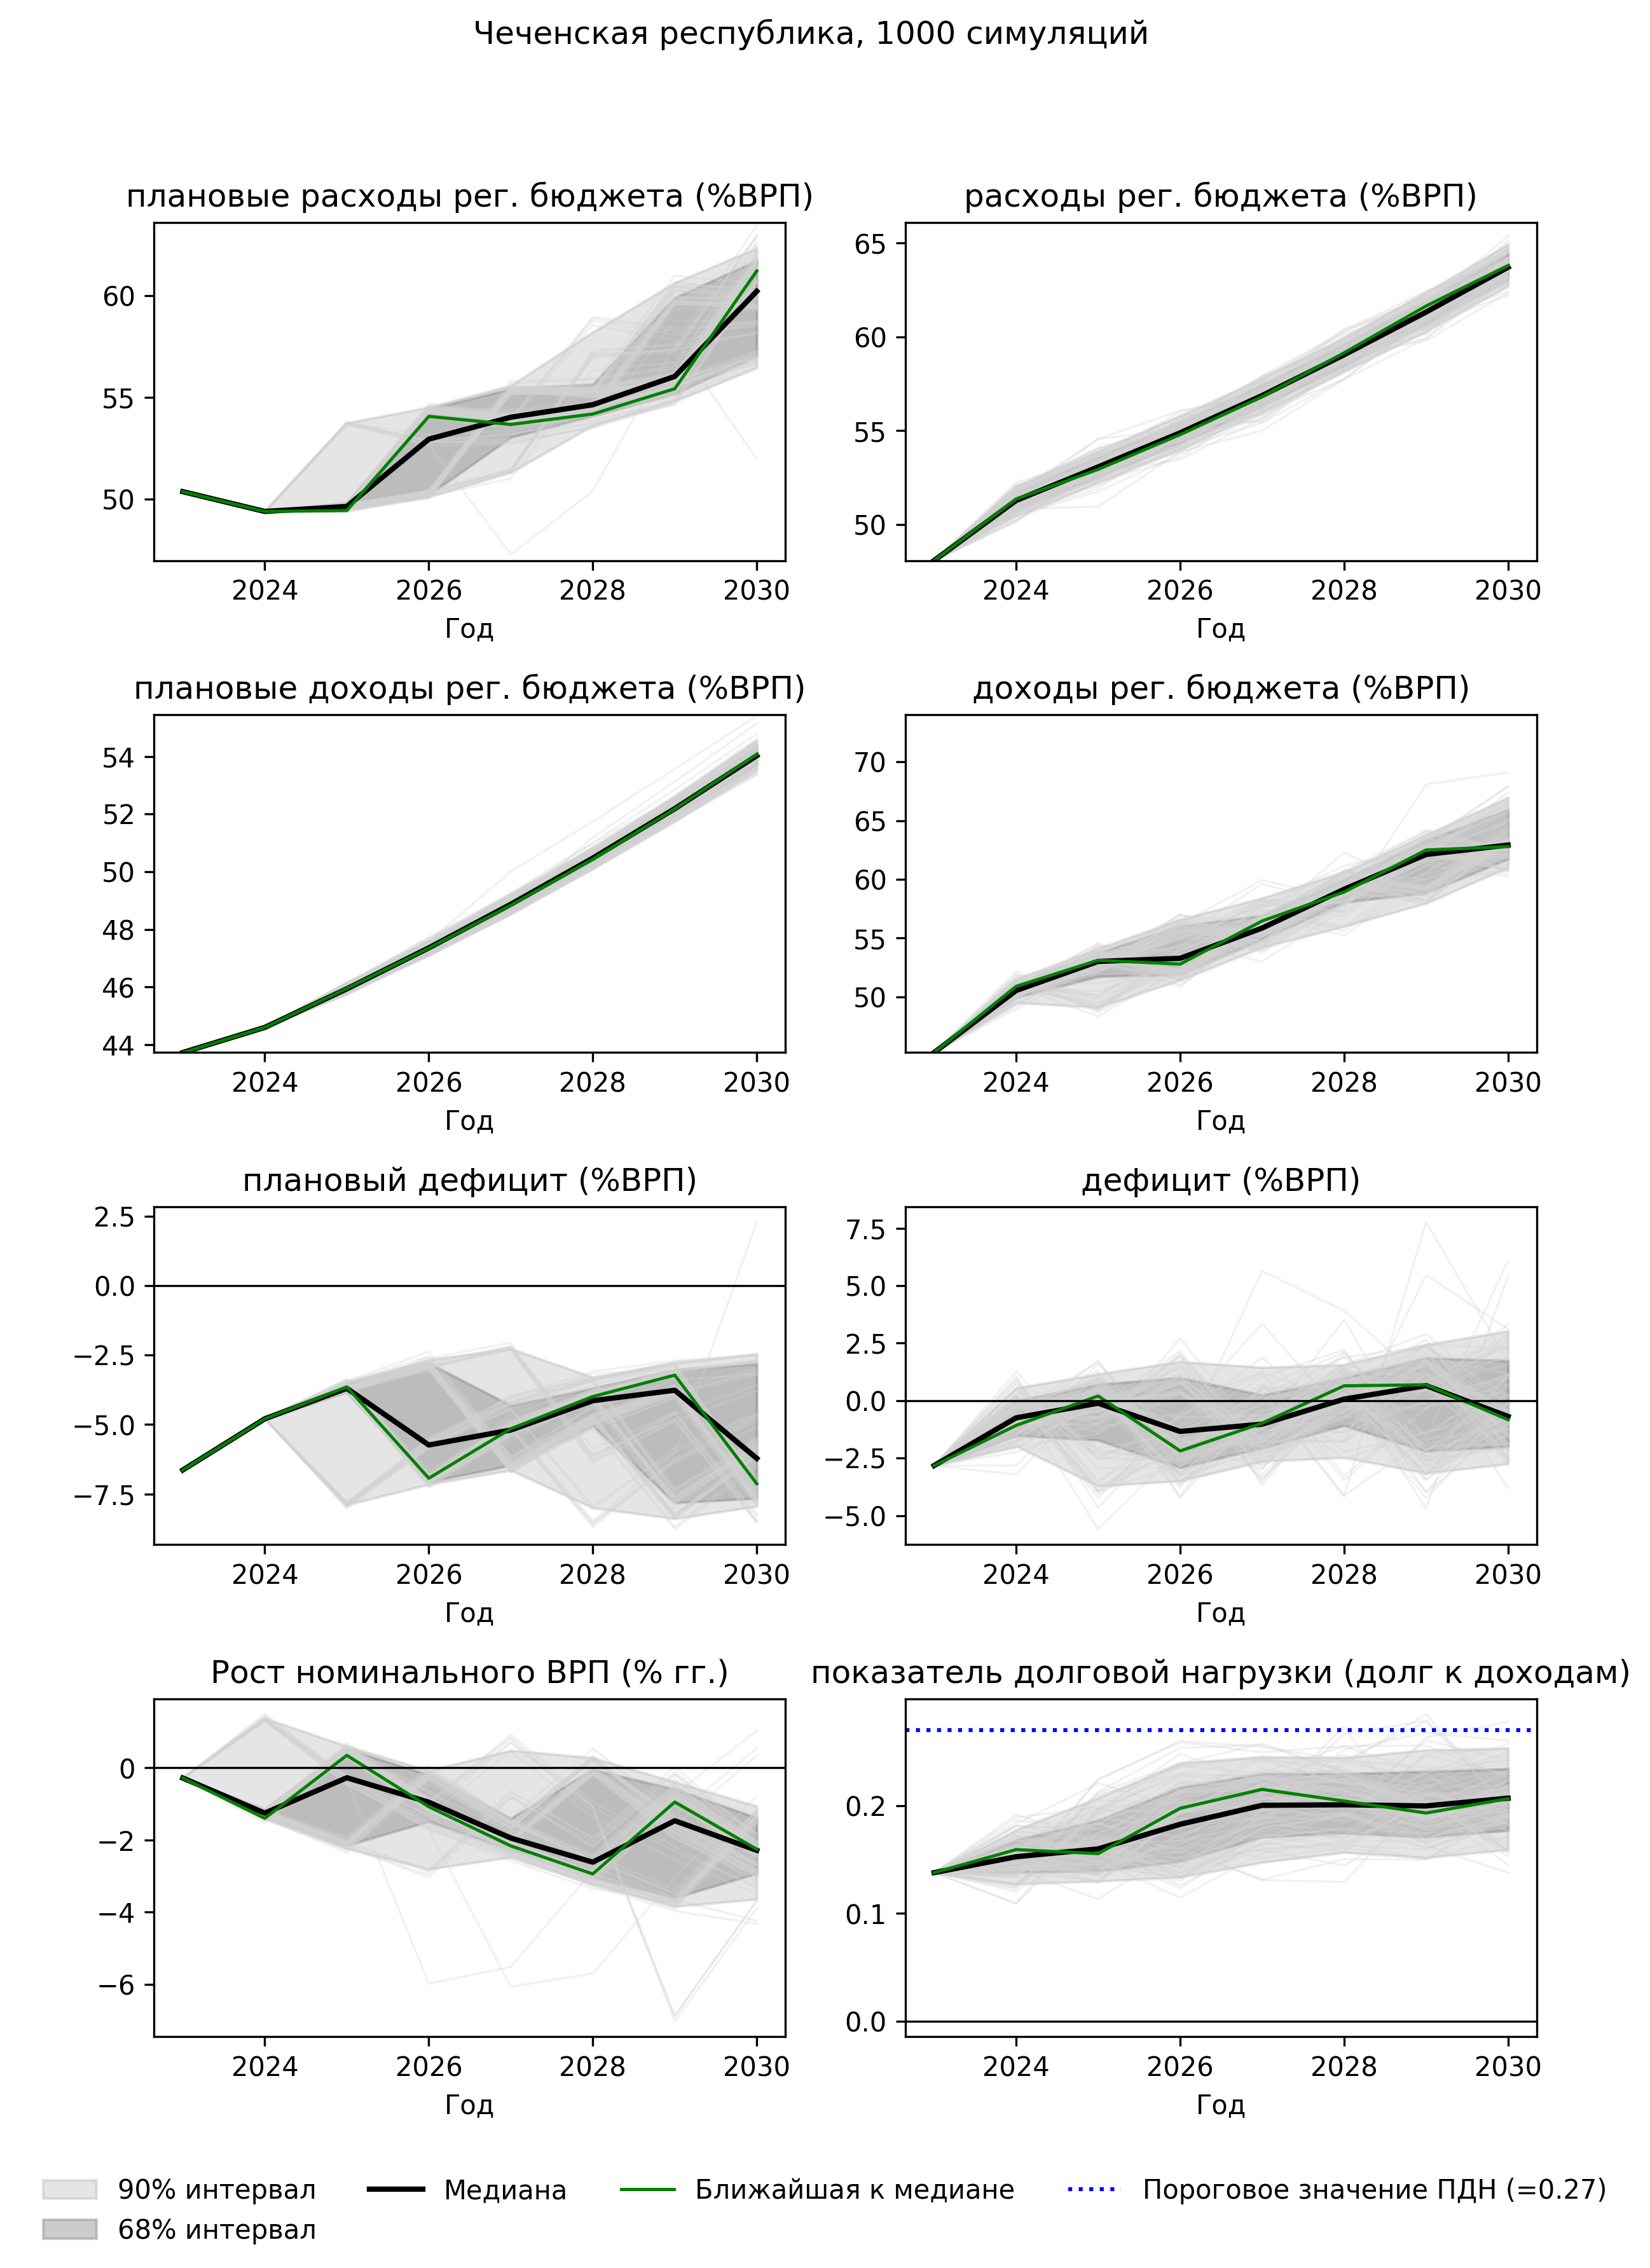 Чеченская республика, 1000 симуляций
плановые расходы рег. бюджета (%ВРП)
60
55
50
2024 2026 2028 2030
Год
расходы рег. бюджета (%ВРП)
65
60
55
50
2024 2026 2028 2030
Год
плановые доходы рег. бюджета (%ВРП)
54
52
50
48
46
44
2024 2026 2028 2030
Год
доходы рег. бюджета (%ВРП)
70
65
60
55
50
2024 2026 2028 2030
Год
плановый дефицит (%ВРП)
2.5
0.0
−2.5
−5.0
−7.5
2024 2026 2028 2030
Год
дефицит (%ВРП)
7.5
5.0
2.5
0.0
−2.5
−5.0
2024 2026 2028 2030
Год
Рост номинального ВРП (% гг.)
0
−2
−4
−6
2024 2026 2028 2030
Год
показатель долговой нагрузки (долг к доходам)
0.2
0.1
0.0
2024 2026 2028 2030
Год
90% интервал
68% интервал
Медиана
Ближайшая к медиане
Пороговое значение ПДН (=0.27)